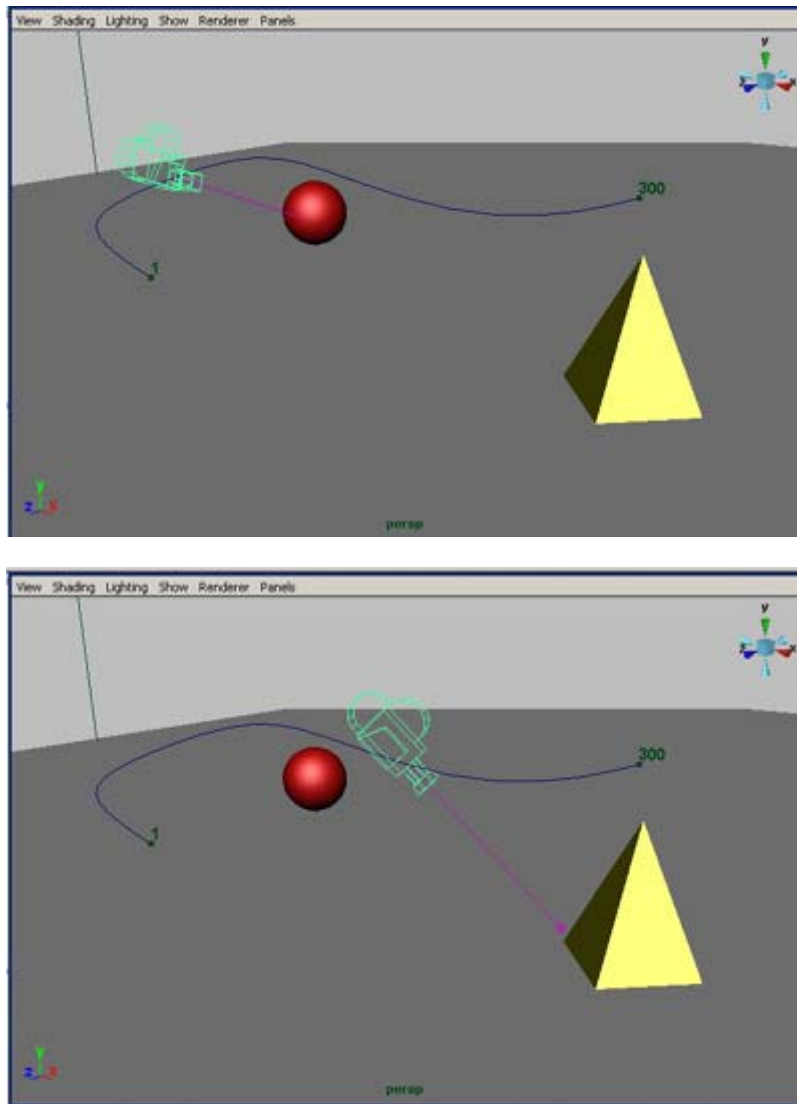 View Shading Lighting Show Renderer Panels
y
z x
300
1
y
z x
persp
View Shading Lighting Show Renderer Panels
y
z x
300
1
y
z x
persp